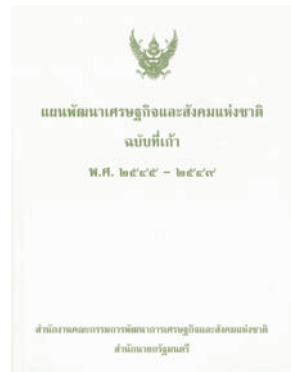 แผนพัฒนาเศรษฐกิจและสังคมแห่งชาติ
ฉบับที่เก้า
พ.ศ. ๒๕๔๕ - ๒๕๔๙
สำนักงานคณะกรรมการพัฒนาการเศรษฐกิจและสังคมแห่งชาติ
สำนักนายกรัฐมนตรี